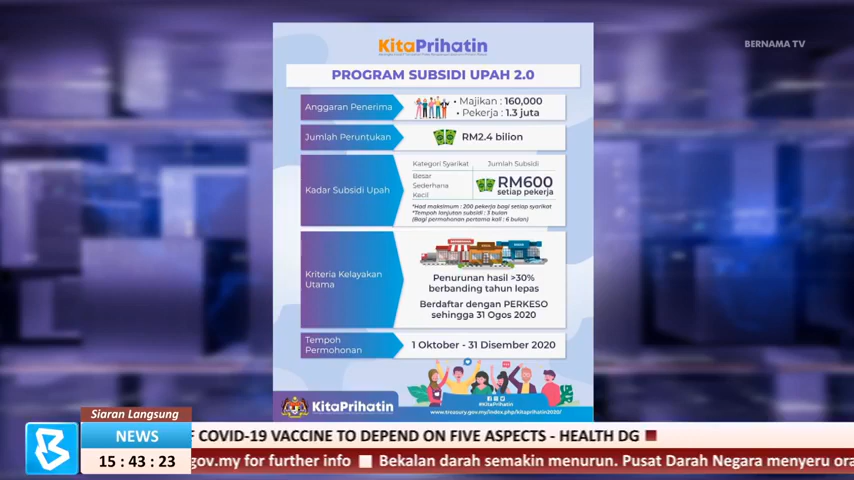 BERNAMA TV
KitaPrihatin
PROGRAM SUBSIDI UPAH 2.0
Anggaran Penerima
• Majikan : 160,000
• Pekerja : 1.3 juta
Jumlah Peruntukan
RM2.4 bilion
Kadar Subsidi Upah
Kategori Syarikat
Jumlah Subsidi
Besar
Sederhana
Kecil
RM600
setiap pekerja
*Had maksimum : 200 pekerja bagi setiap syarikat
*Tempoh lanjutan subsidi : 3 bulan
(Bagi permohonan pertama kali : 6 bulan)
Kriteria Kelayakan
Utama
Penurunan hasil >30%
berbanding tahun lepas
Berdaftar dengan PERKESO
sehingga 31 Ogos 2020
Tempoh
Permohonan
1 Oktober - 31 Disember 2020
KitaPrihatin
#KitaPrihatin
www.treasury.gov.my/index.php/kitaprihatin2020/
Siaran Langsung
NEWS
15 : 43 : 23
F COVID-19 VACCINE TO DEPEND ON FIVE ASPECTS - HEALTH DG
gov.my for further info
Bekalan darah semakin menurun. Pusat Darah Negara menyeru ora